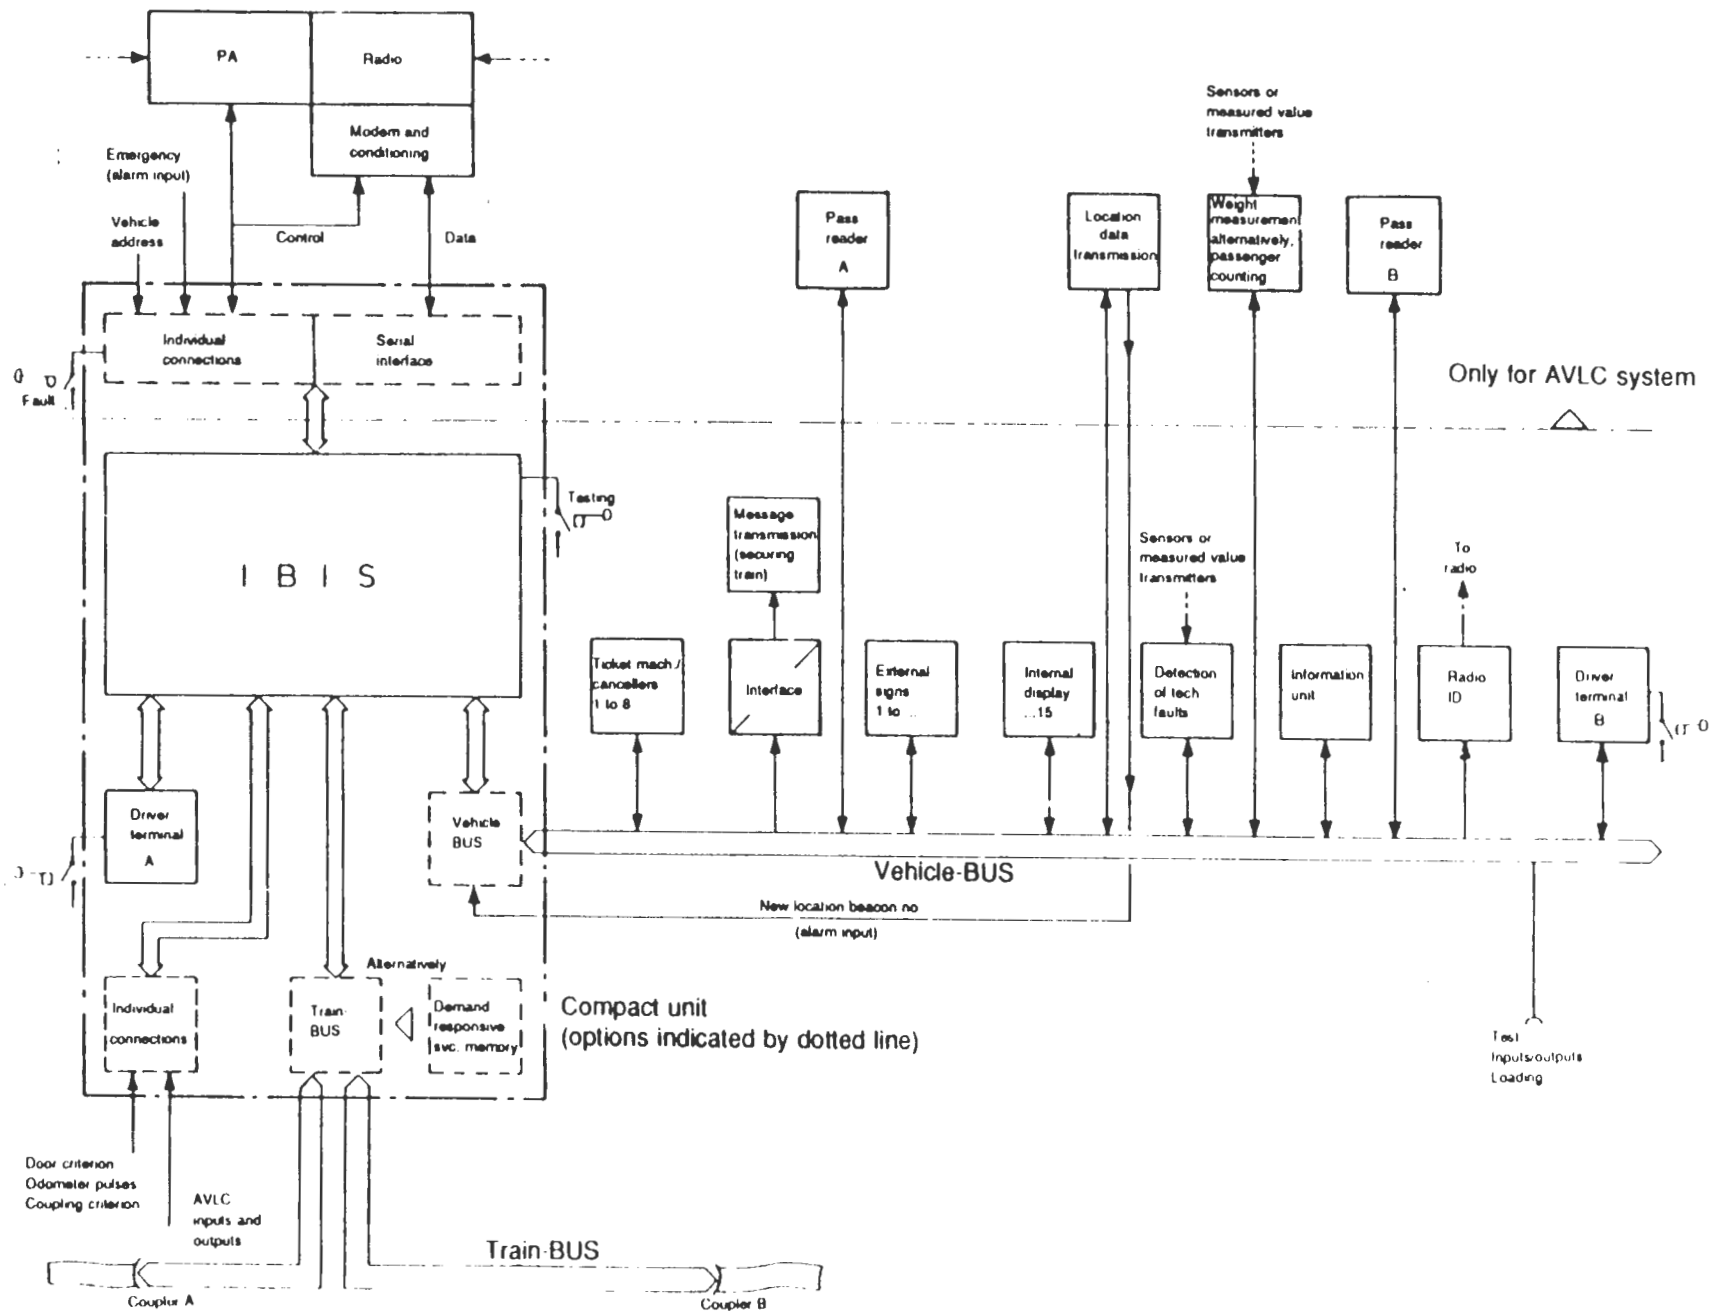 PA
Radio
Modem and
conditioning
Emergency
(alarm input)
Vehicle
address
Control
Data
Individual
connections
Serial
interface
Fault
IBIS
Testing
Driver
terminal
A
Vehicle
BUS
Individual
connections
Train-
BUS
Alternatively
Demand
responsive
svc. memory
Compact unit
(options indicated by dotted line)
Door criterion
Odometer pulses
Coupling criterion
AVLC
inputs and
outputs
Train-BUS
Coupler A
Coupler B
Pass
reader
A
Location
data
transmission
Sensors or
measured value
transmitters
Weight
measurement
alternatively,
passenger
counting
Pass
reader
B
Only for AVLC system
Message
transmission
(securing
train)
Sensors or
measured value
transmitters
To
radio
Ticket mach./
cancellers
1 to 8
Interface
External
signs
1 to ..
Internal
display
...15
Detection
of tech
faults
Information
unit
Radio
ID
Driver
terminal
B
Vehicle-BUS
New location beacon no
(alarm input)
Test
Inputs/outputs
Loading